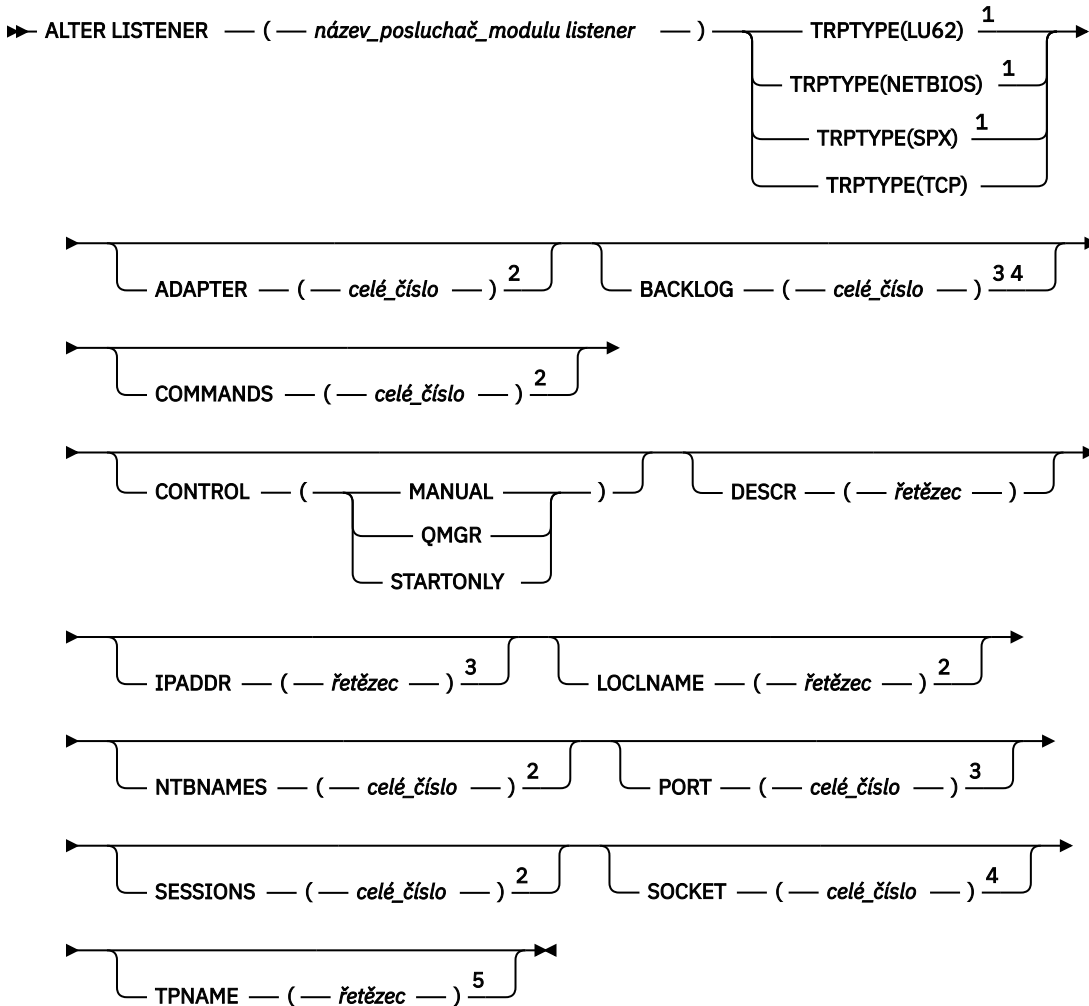 ALTER LISTENER ( název_posluchač_modulu listener ) TRPTYPE(LU62) 1
TRPTYPE(NETBIOS) 1
TRPTYPE(SPX) 1
TRPTYPE(TCP)
ADAPTER ( celé_číslo ) 2 BACKLOG ( celé_číslo ) 3 4
COMMANDS ( celé_číslo ) 2
CONTROL ( MANUAL ) DESCR ( řetězec )
QMGR
STARTONLY
IPADDR ( řetězec ) 3 LOCLNAME ( řetězec ) 2
NTBNAMES ( celé_číslo ) 2 PORT ( celé_číslo ) 3
SESSIONS ( celé_číslo ) 2 SOCKET ( celé_číslo ) 4
TPNAME ( řetězec ) 5